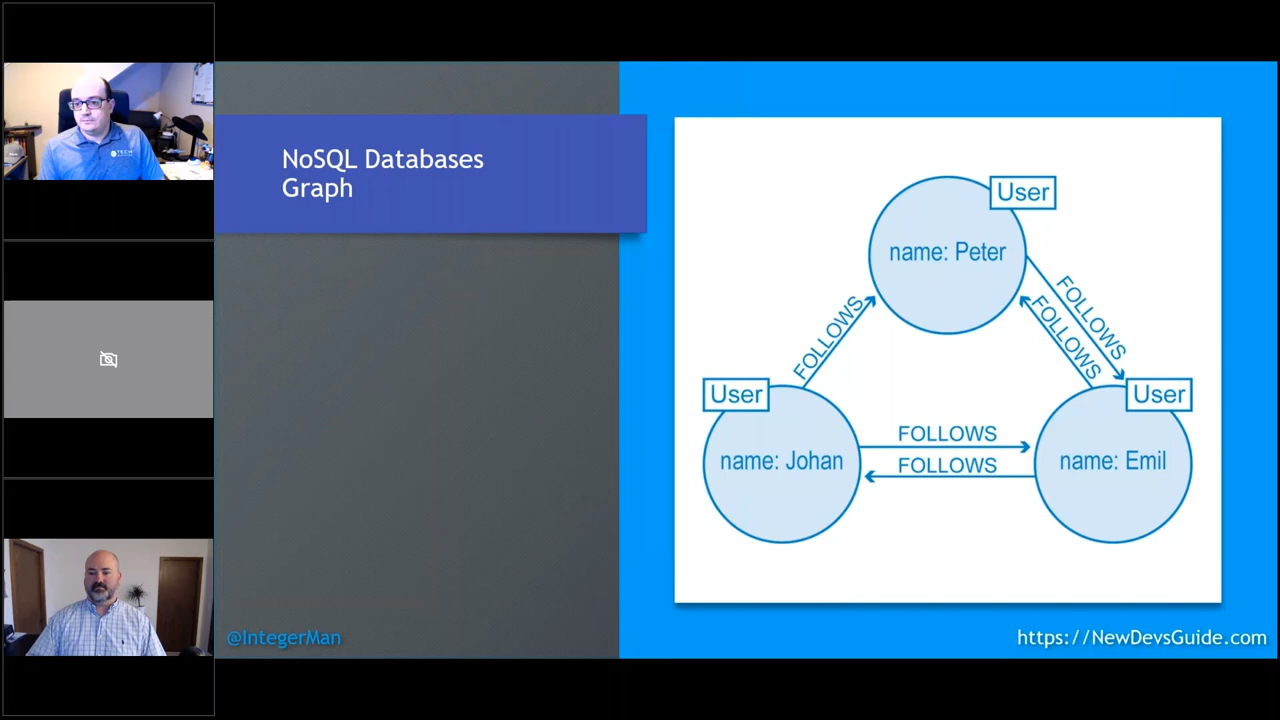 NoSQL Databases
Graph
User
name: Peter
FOLLOWS
FOLLOWS
FOLLOWS
User
User
FOLLOWS
name: Johan
name: Emil
FOLLOWS
@IntegerMan
https://NewDevsGuide.com
TECH